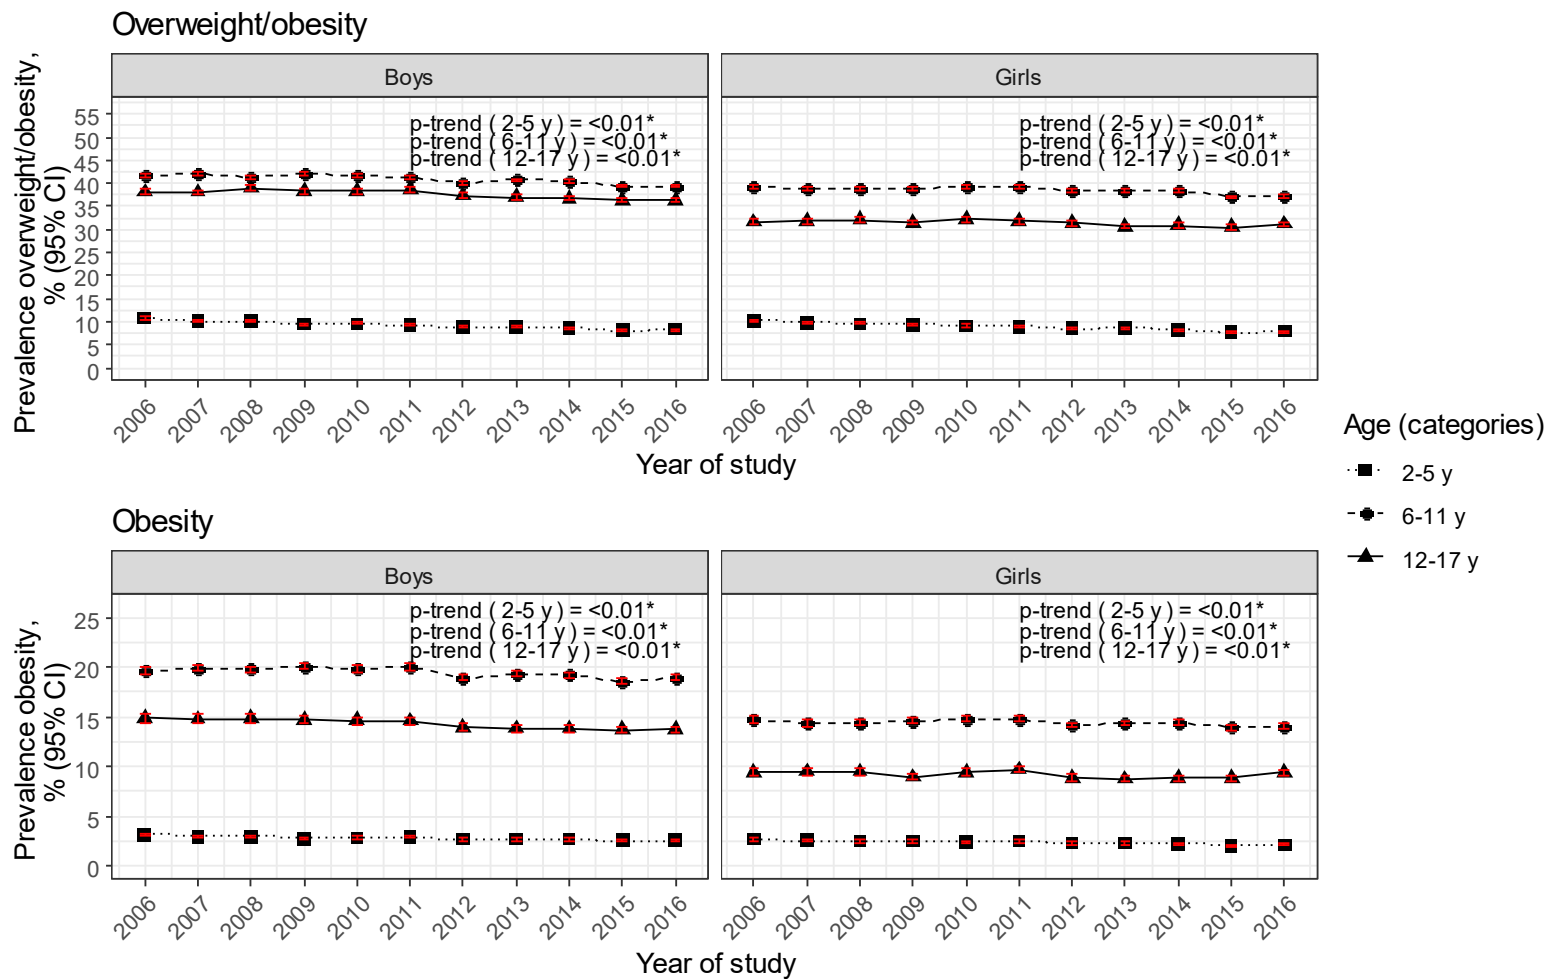 Overweight/obesity
Prevalence overweight/obesity,
% (95% CI)
Boys
Girls
55
50
45
40
35
30
25
20
15
10
5
0
p-trend ( 2-5 y ) = <0.01*
p-trend ( 6-11 y ) = <0.01*
p-trend ( 12-17 y ) = <0.01*
p-trend ( 2-5 y ) = <0.01*
p-trend ( 6-11 y ) = <0.01*
p-trend ( 12-17 y ) = <0.01*
2006 2007 2008 2009 2010 2011 2012 2013 2014 2015 2016
2006 2007 2008 2009 2010 2011 2012 2013 2014 2015 2016
Year of study
Age (categories)
2-5 y
6-11 y
12-17 y
Obesity
Prevalence obesity,
% (95% CI)
Boys
Girls
25
20
15
10
5
0
p-trend ( 2-5 y ) = <0.01*
p-trend ( 6-11 y ) = <0.01*
p-trend ( 12-17 y ) = <0.01*
p-trend ( 2-5 y ) = <0.01*
p-trend ( 6-11 y ) = <0.01*
p-trend ( 12-17 y ) = <0.01*
2006 2007 2008 2009 2010 2011 2012 2013 2014 2015 2016
2006 2007 2008 2009 2010 2011 2012 2013 2014 2015 2016
Year of study